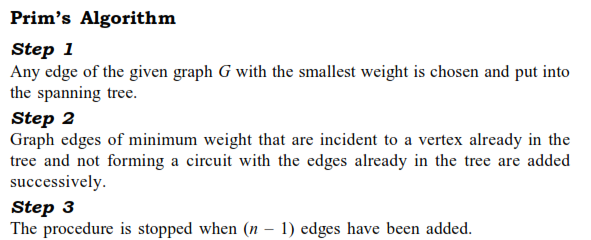 Prim's Algorithm
Step 1
Any edge of the given graph G with the smallest weight is chosen and put into
the spanning tree.
Step 2
Graph edges of minimum weight that are incident to a vertex already in the
tree and not forming a circuit with the edges already in the tree are added
successively.
Step 3
The procedure is stopped when (n – 1) edges have been added.